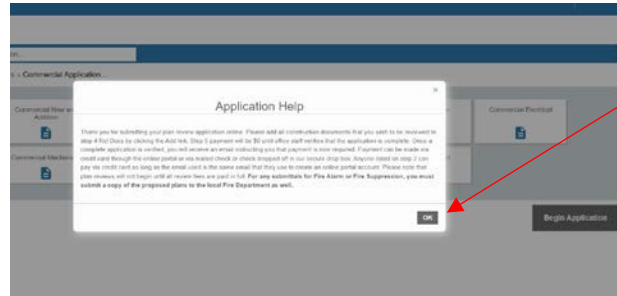 Commercial Application...
Application Help
×
Commercial New
Addition
Commercial Electrical
Thank you for submitting your plan review application online. Please add all construction documents that you wish to be reviewed in
step 4 Rel Docs by clicking the Add link. Step 5 payment will be $0 until office staff verifies that the application is complete. Once a
complete application is verified, you will receive an email instructing you that payment is now required. Payment can be made via
credit card through the online portal or via mailed check or check dropped off in our secure drop box. Anyone listed on step 2 can
pay via credit card so long as the email used is the same email that they use to create an online portal account. Please note that
plan reviews will not begin until all review fees are paid in full. For any submittals for Fire Alarm or Fire Suppression, you must
submit a copy of the proposed plans to the local Fire Department as well.
OK
Begin Application